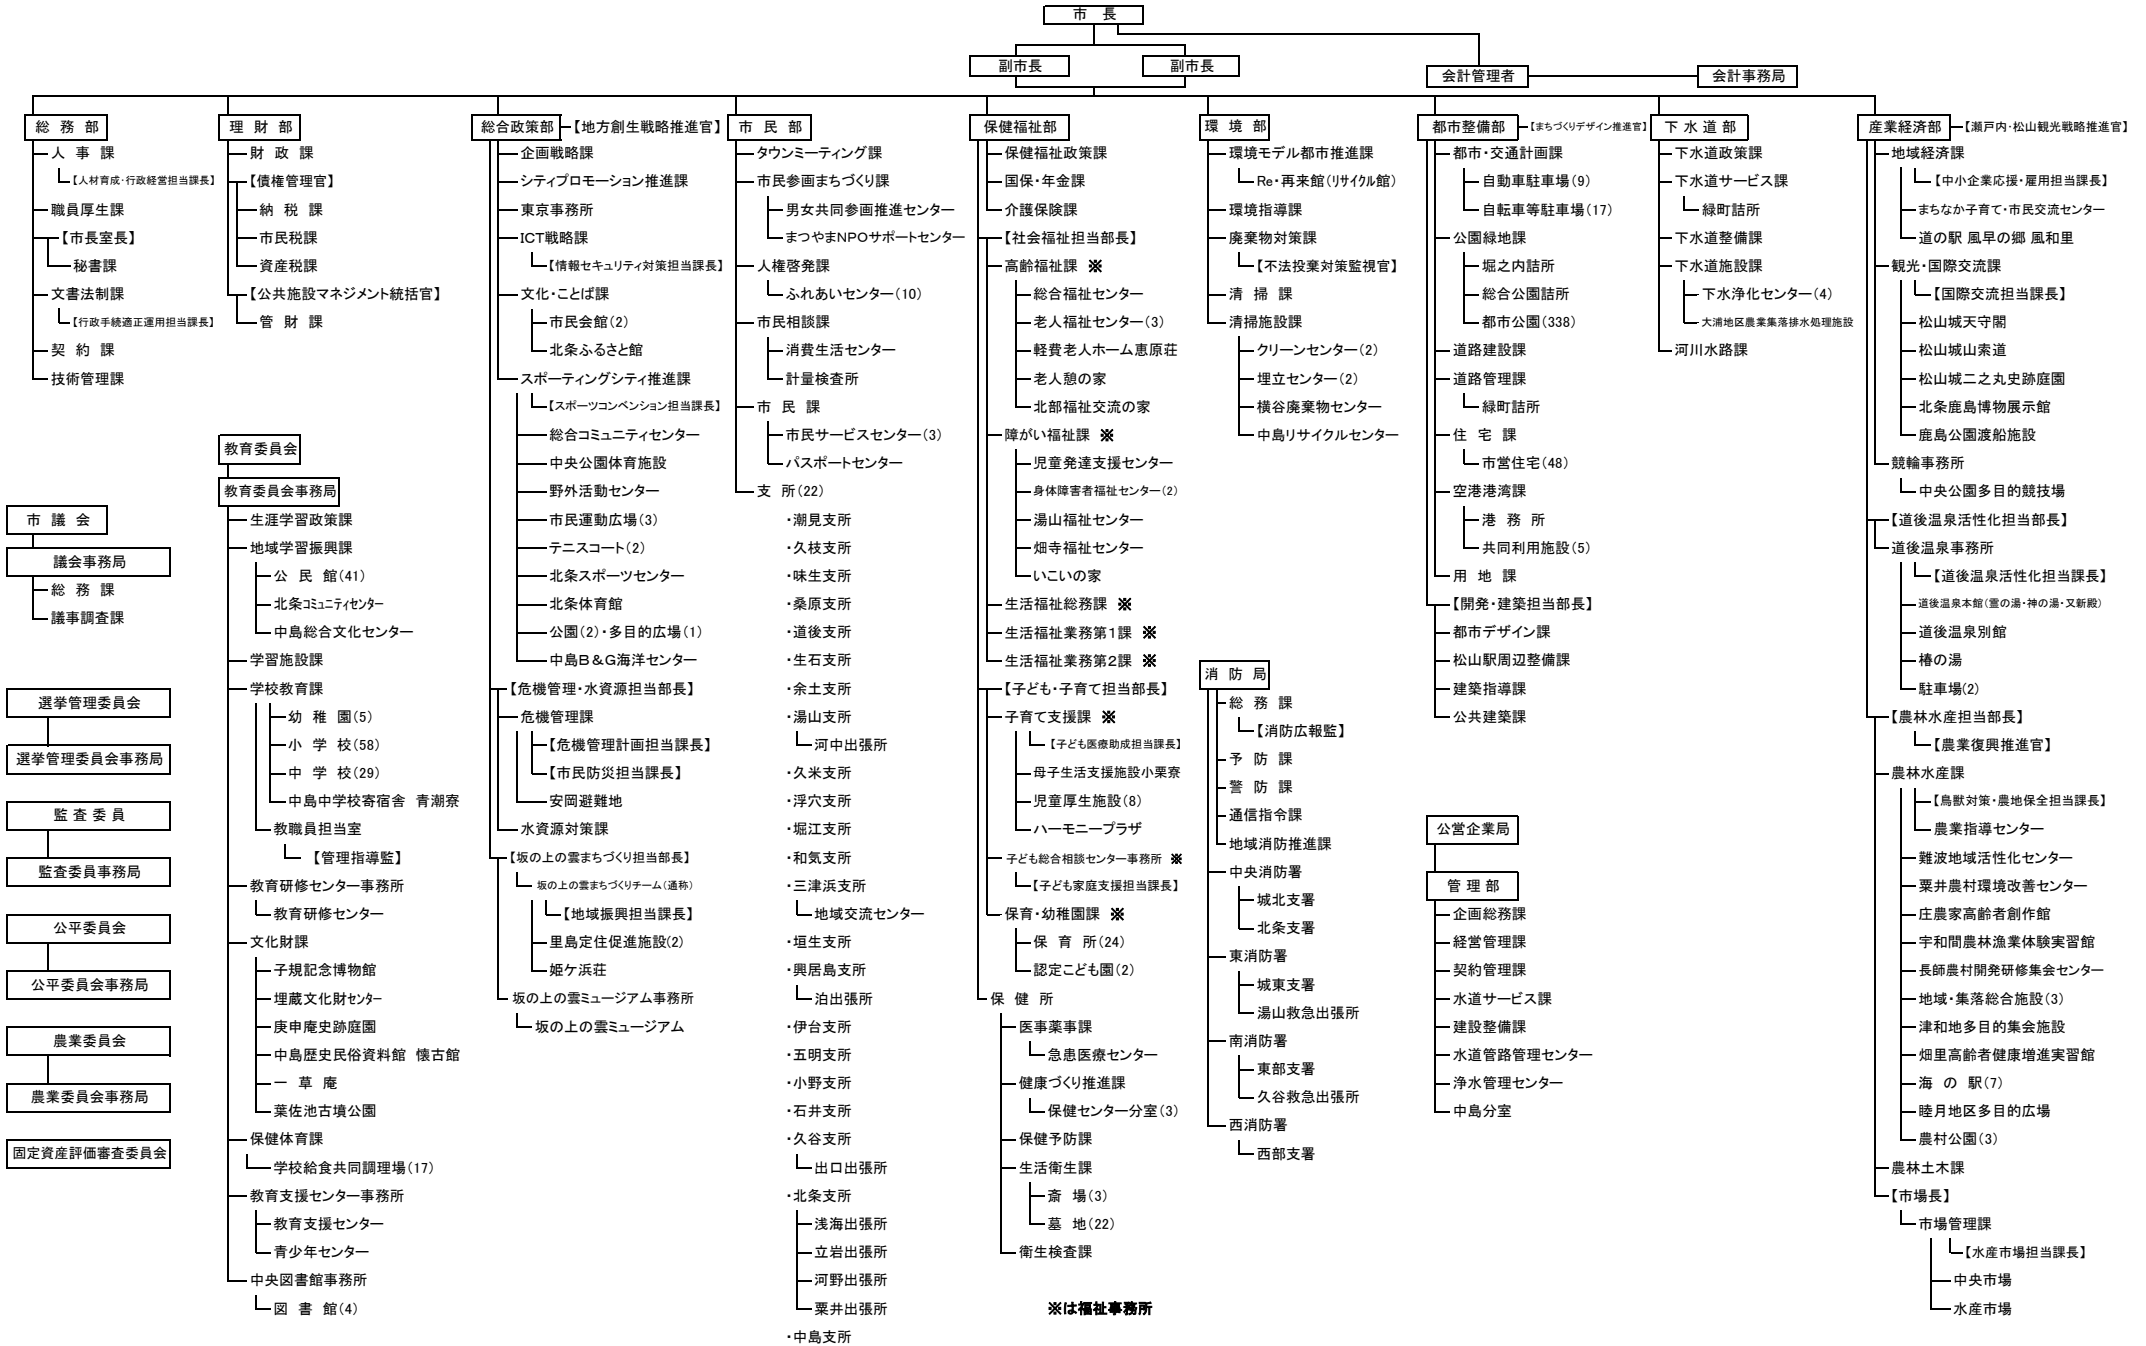 市　長
副市長
副市長
会計管理者
会計事務局
総 務 部
人 事 課
【人材育成・行政経営担当課長】
職員厚生課
【市長室長】
秘書課
文書法制課
【行政手続適正運用担当課長】
契 約 課
技術管理課
理 財 部
財 政 課
【債権管理官】
納 税 課
市民税課
資産税課
【公共施設マネジメント統括官】
管 財 課
総合政策部
【地方創生戦略推進官】
企画戦略課
シティプロモーション推進課
東京事務所
ICT戦略課
【情報セキュリティ対策担当課長】
文化・ことば課
市民会館(2)
北条ふるさと館
スポーティングシティ推進課
【スポーツコンベンション担当課長】
総合コミュニティセンター
中央公園体育施設
野外活動センター
市民運動広場(3)
テニスコート(2)
北条スポーツセンター
北条体育館
公園(2)・多目的広場(1)
中島B＆G海洋センター
【危機管理・水資源担当部長】
危機管理課
【危機管理計画担当課長】
【市民防災担当課長】
安岡避難地
水資源対策課
【坂の上の雲まちづくり担当部長】
坂の上の雲まちづくりチーム(通称)
【地域振興担当課長】
里島定住促進施設(2)
姫ケ浜荘
坂の上の雲ミュージアム事務所
坂の上の雲ミュージアム
市 民 部
タウンミーティング課
市民参画まちづくり課
男女共同参画推進センター
まつやまNPOサポートセンター
人権啓発課
ふれあいセンター(10)
市民相談課
消費生活センター
計量検査所
市 民 課
市民サービスセンター(3)
パスポートセンター
支 所(22)
・潮見支所
・久枝支所
・味生支所
・桑原支所
・道後支所
・生石支所
・余土支所
・湯山支所
河中出張所
・久米支所
・浮穴支所
・堀江支所
・和気支所
・三津浜支所
地域交流センター
・垣生支所
・興居島支所
泊出張所
・伊台支所
・五明支所
・小野支所
・石井支所
・久谷支所
出口出張所
・北条支所
浅海出張所
立岩出張所
河野出張所
粟井出張所
・中島支所
保健福祉部
保健福祉政策課
国保・年金課
介護保険課
【社会福祉担当部長】
高齢福祉課 ※
総合福祉センター
老人福祉センター(3)
軽費老人ホーム恵原荘
老人憩の家
北部福祉交流の家
障がい福祉課 ※
児童発達支援センター
身体障害者福祉センター(2)
湯山福祉センター
畑寺福祉センター
いこいの家
生活福祉総務課 ※
生活福祉業務第1課 ※
生活福祉業務第2課 ※
【子ども・子育て担当部長】
子育て支援課 ※
【子ども医療助成担当課長】
母子生活支援施設小栗寮
児童厚生施設(8)
ハーモニープラザ
子ども総合相談センター事務所 ※
【子ども家庭支援担当課長】
保育・幼稚園課 ※
保 育 所(24)
認定こども園(2)
保 健 所
医事薬事課
急患医療センター
健康づくり推進課
保健センター分室(3)
保健予防課
生活衛生課
斎 場(3)
墓 地(22)
衛生検査課
※は福祉事務所
環 境 部
環境モデル都市推進課
Re・再来館(リサイクル館)
環境指導課
廃棄物対策課
【不法投棄対策監視官】
清 掃 課
清掃施設課
クリーンセンター(2)
埋立センター(2)
横谷廃棄物センター
中島リサイクルセンター
都市整備部
【まちづくりデザイン推進官】
都市・交通計画課
自動車駐車場(9)
自転車等駐車場(17)
公園緑地課
堀之内詰所
総合公園詰所
都市公園(338)
道路建設課
道路管理課
緑町詰所
住 宅 課
市営住宅(48)
空港港湾課
港 務 所
共同利用施設(5)
用 地 課
【開発・建築担当部長】
都市デザイン課
松山駅周辺整備課
建築指導課
公共建築課
下 水 道 部
下水道政策課
下水道サービス課
緑町詰所
下水道整備課
下水道施設課
下水浄化センター(4)
大浦地区農業集落排水処理施設
河川水路課
産業経済部
【瀬戸内・松山観光戦略推進官】
地域経済課
【中小企業応援・雇用担当課長】
まちなか子育て・市民交流センター
道の駅 風早の郷 風和里
観光・国際交流課
【国際交流担当課長】
松山城天守閣
松山城山索道
松山城二之丸史跡庭園
北条鹿島博物展示館
鹿島公園渡船施設
競輪事務所
中央公園多目的競技場
【道後温泉活性化担当部長】
道後温泉事務所
【道後温泉活性化担当課長】
道後温泉本館(霊の湯・神の湯・又新殿)
道後温泉別館
椿の湯
駐車場(2)
【農林水産担当部長】
【農業復興推進官】
農林水産課
【鳥獣対策・農地保全担当課長】
農業指導センター
難波地域活性化センター
粟井農村環境改善センター
庄農家高齢者創作館
宇和間農林漁業体験実習館
長師農村開発研修集会センター
地域・集落総合施設(3)
津和地多目的集会施設
畑里高齢者健康増進実習館
海 の 駅(7)
睦月地区多目的広場
農村公園(3)
農林土木課
【市場長】
市場管理課
【水産市場担当課長】
中央市場
水産市場
教育委員会
教育委員会事務局
生涯学習政策課
地域学習振興課
公 民 館(41)
北条コミュニティセンター
中島総合文化センター
学習施設課
学校教育課
幼 稚 園(5)
小 学 校(58)
中 学 校(29)
中島中学校寄宿舎 青潮寮
教職員担当室
【管理指導監】
教育研修センター事務所
教育研修センター
文化財課
子規記念博物館
埋蔵文化財センター
庚申庵史跡庭園
中島歴史民俗資料館 懐古館
一 草 庵
葉佐池古墳公園
保健体育課
学校給食共同調理場(17)
教育支援センター事務所
教育支援センター
青少年センター
中央図書館事務所
図 書 館(4)
市 議 会
議会事務局
総 務 課
議事調査課
選挙管理委員会
選挙管理委員会事務局
監 査 委 員
監査委員事務局
公平委員会
公平委員会事務局
農業委員会
農業委員会事務局
固定資産評価審査委員会
消 防 局
総 務 課
【消防広報監】
予 防 課
警 防 課
通信指令課
地域消防推進課
中央消防署
城北支署
北条支署
東消防署
城東支署
湯山救急出張所
南消防署
東部支署
久谷救急出張所
西消防署
西部支署
公営企業局
管 理 部
企画総務課
経営管理課
契約管理課
水道サービス課
建設整備課
水道管路管理センター
浄水管理センター
中島分室